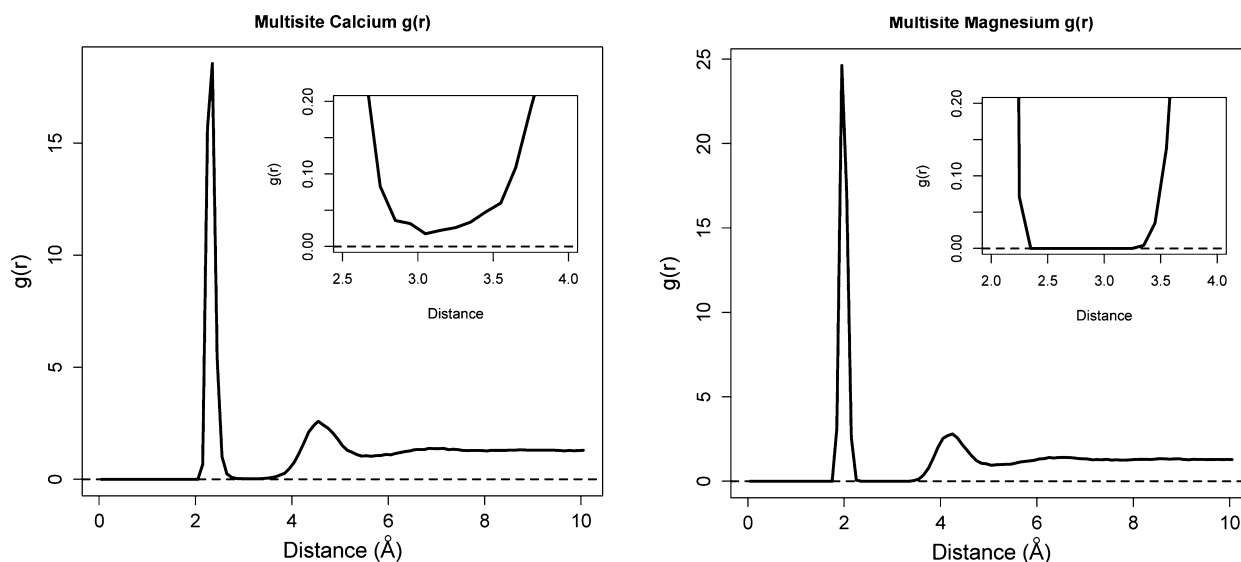 Multisite Calcium g(r)
g(r)
15
10
5
0
0 2 4 6 8 10
Distance (Å)
g(r)
0.20
0.10
0.00
2.5 3.0 3.5 4.0
Distance
Multisite Magnesium g(r)
g(r)
25
20
15
10
5
0
0 2 4 6 8 10
Distance (Å)
g(r)
0.20
0.10
0.00
2.0 2.5 3.0 3.5 4.0
Distance